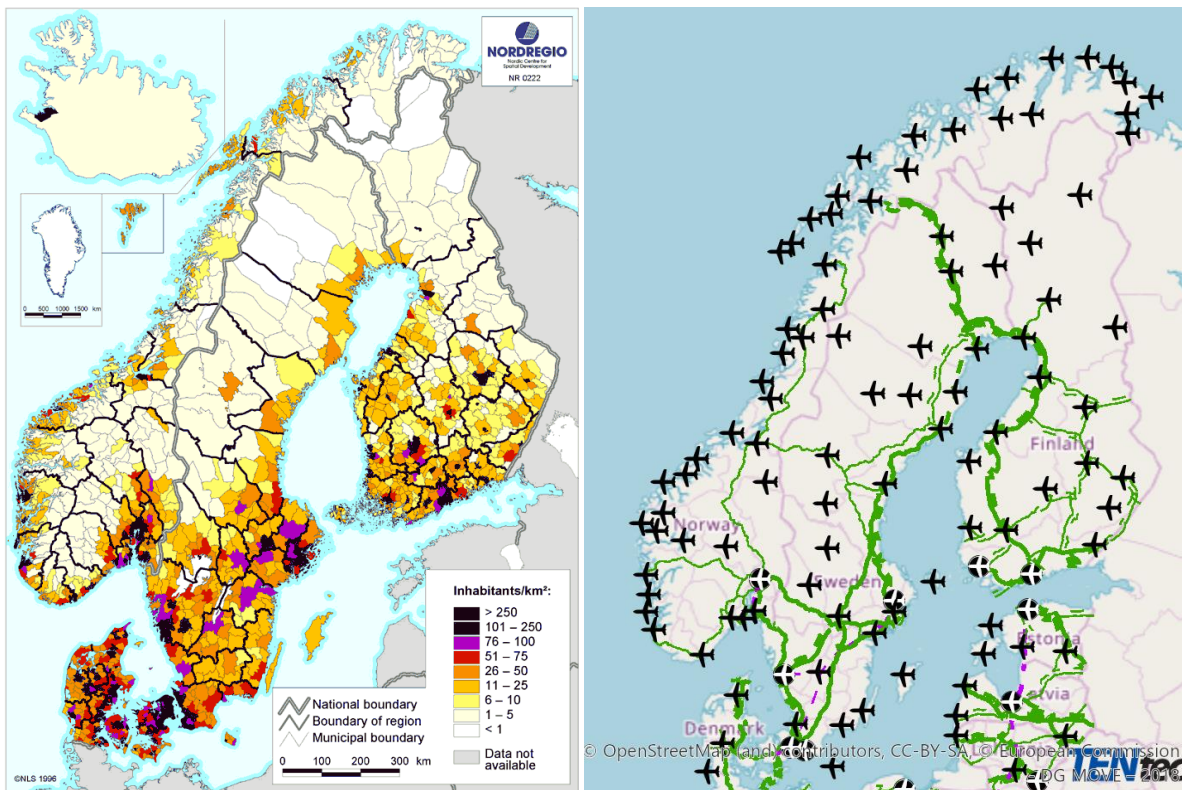 NORDREGIO
Nordic Centre for
Spatial Development
NR 0222
0 500 1000 1500 km
Inhabitants/km²:
> 250
101 – 250
76 – 100
51 – 75
26 – 50
11 – 25
6 – 10
1 – 5
< 1
Data not
available
National boundary
Boundary of region
Municipal boundary
0 100 200 300 km
©NLS 1996
Finland
Norway
Sweden
Estonia
Latvia
Denmark
© OpenStreetMap (and) contributors, CC-BY-SA, © European Commission
DG MOVE – 2018
TENtec